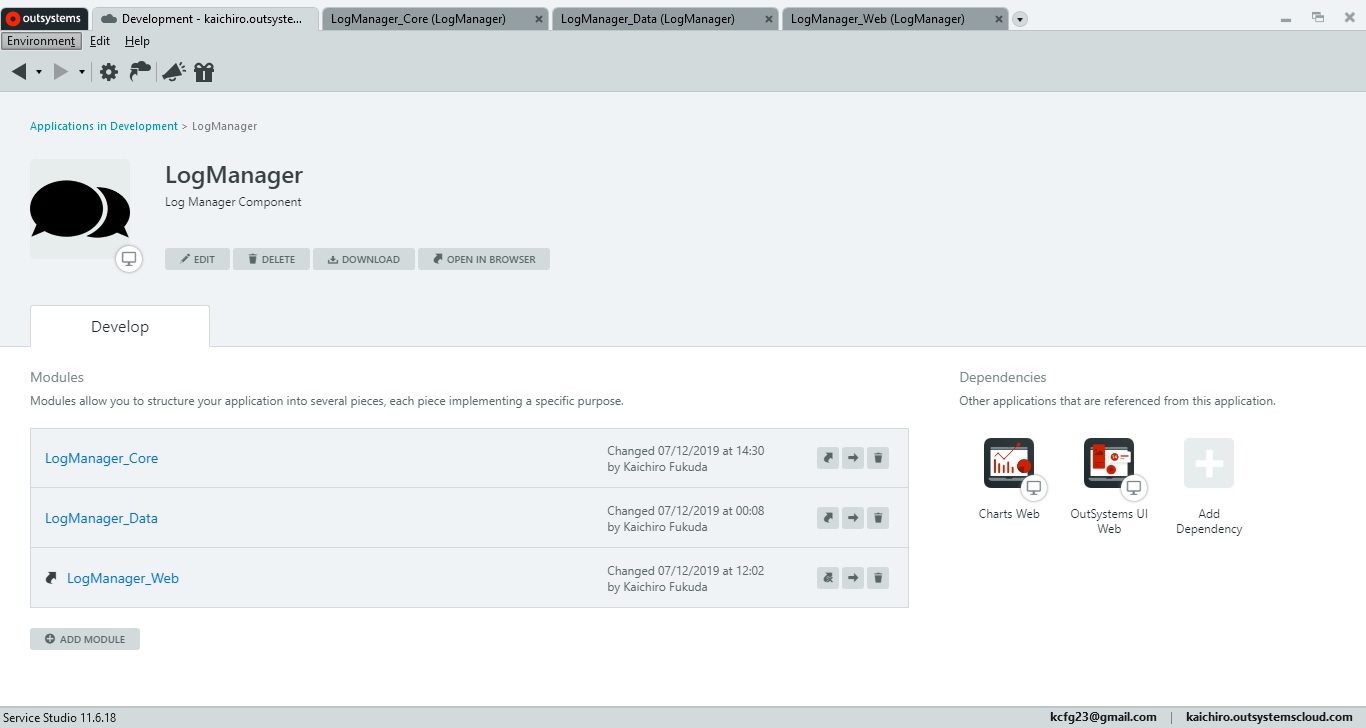 outsystems
Development - kaichiro.outsyste...
LogManager_Core (LogManager)
LogManager_Data (LogManager)
LogManager_Web (LogManager)
Environment Edit Help
Applications in Development > LogManager
LogManager
Log Manager Component
EDIT DELETE DOWNLOAD OPEN IN BROWSER
Develop
Modules
Modules allow you to structure your application into several pieces, each piece implementing a specific purpose.
LogManager_Core
Changed 07/12/2019 at 14:30
by Kaichiro Fukuda
LogManager_Data
Changed 07/12/2019 at 00:08
by Kaichiro Fukuda
LogManager_Web
Changed 07/12/2019 at 12:02
by Kaichiro Fukuda
ADD MODULE
Dependencies
Other applications that are referenced from this application.
Charts Web
OutSystems UI
Web
Add
Dependency
Service Studio 11.6.18
kcfg23@gmail.com | kaichiro.outsystemscloud.com